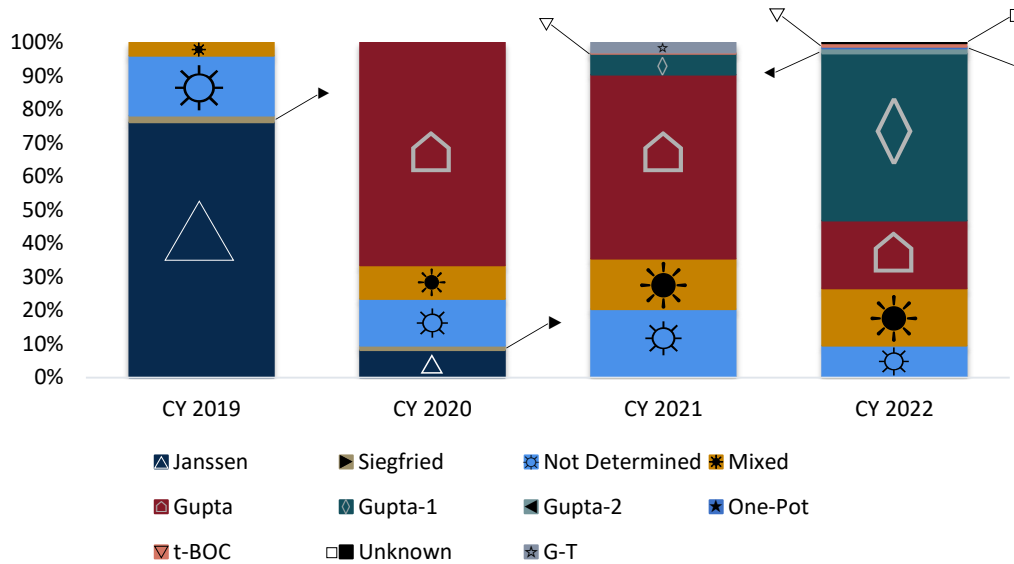 100%
90%
80%
70%
60%
50%
40%
30%
20%
10%
0%
CY 2019 CY 2020 CY 2021 CY 2022
Janssen Siegfried Not Determined Mixed
Gupta Gupta-1 Gupta-2 One-Pot
t-BOC Unknown G-T